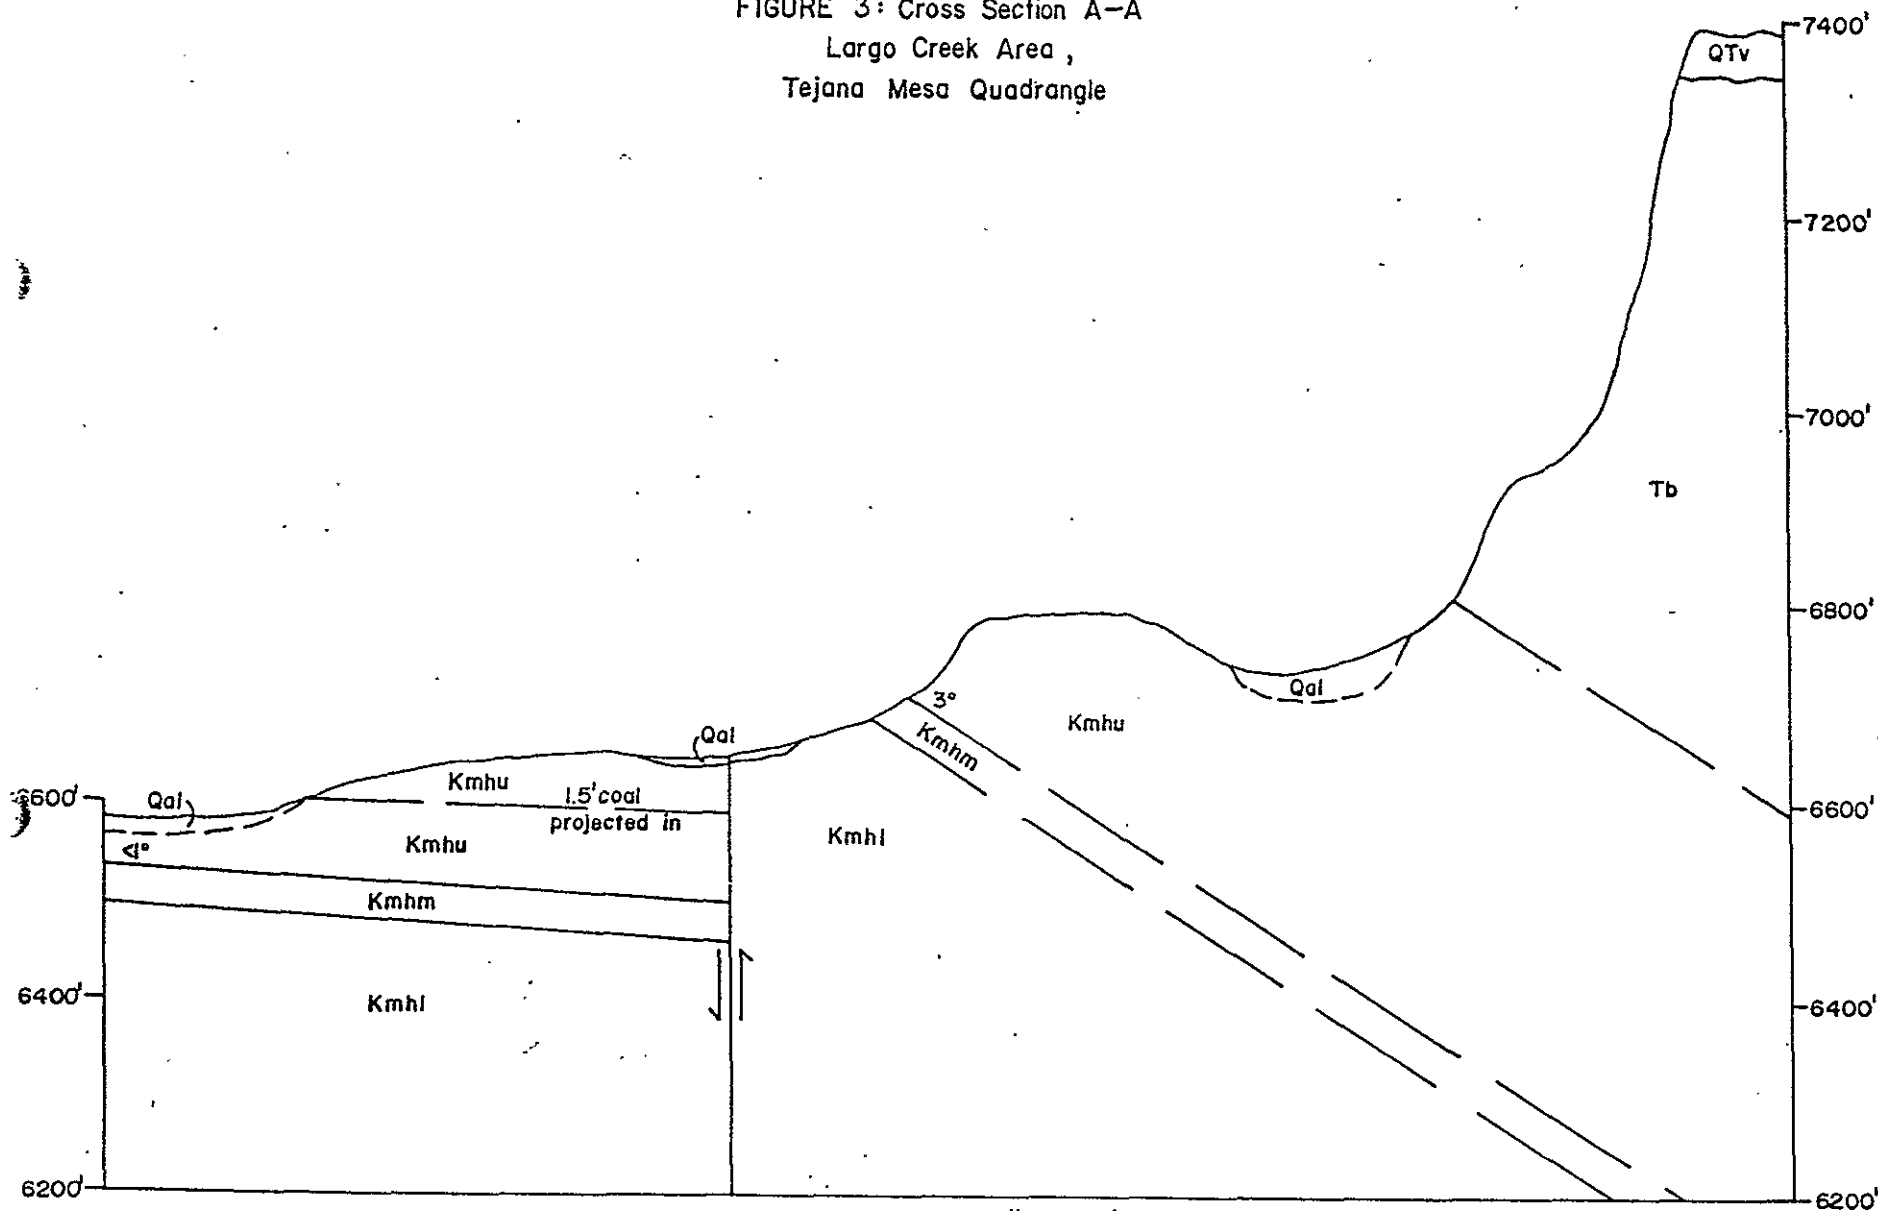 FIGURE 3: Cross Section A-A
Largo Creek Area,
Tejana Mesa Quadrangle
7400'
QTv
7200'
7000'
Tb
6800'
Qal
3°
Kmhu
Kmhm
Qal
Kmhu
1.5' coal
projected in
Qal
6600'
Kmhl
Kmhu
<1°
Kmhm
6400'
Kmhl
6400'
6200'
6200'